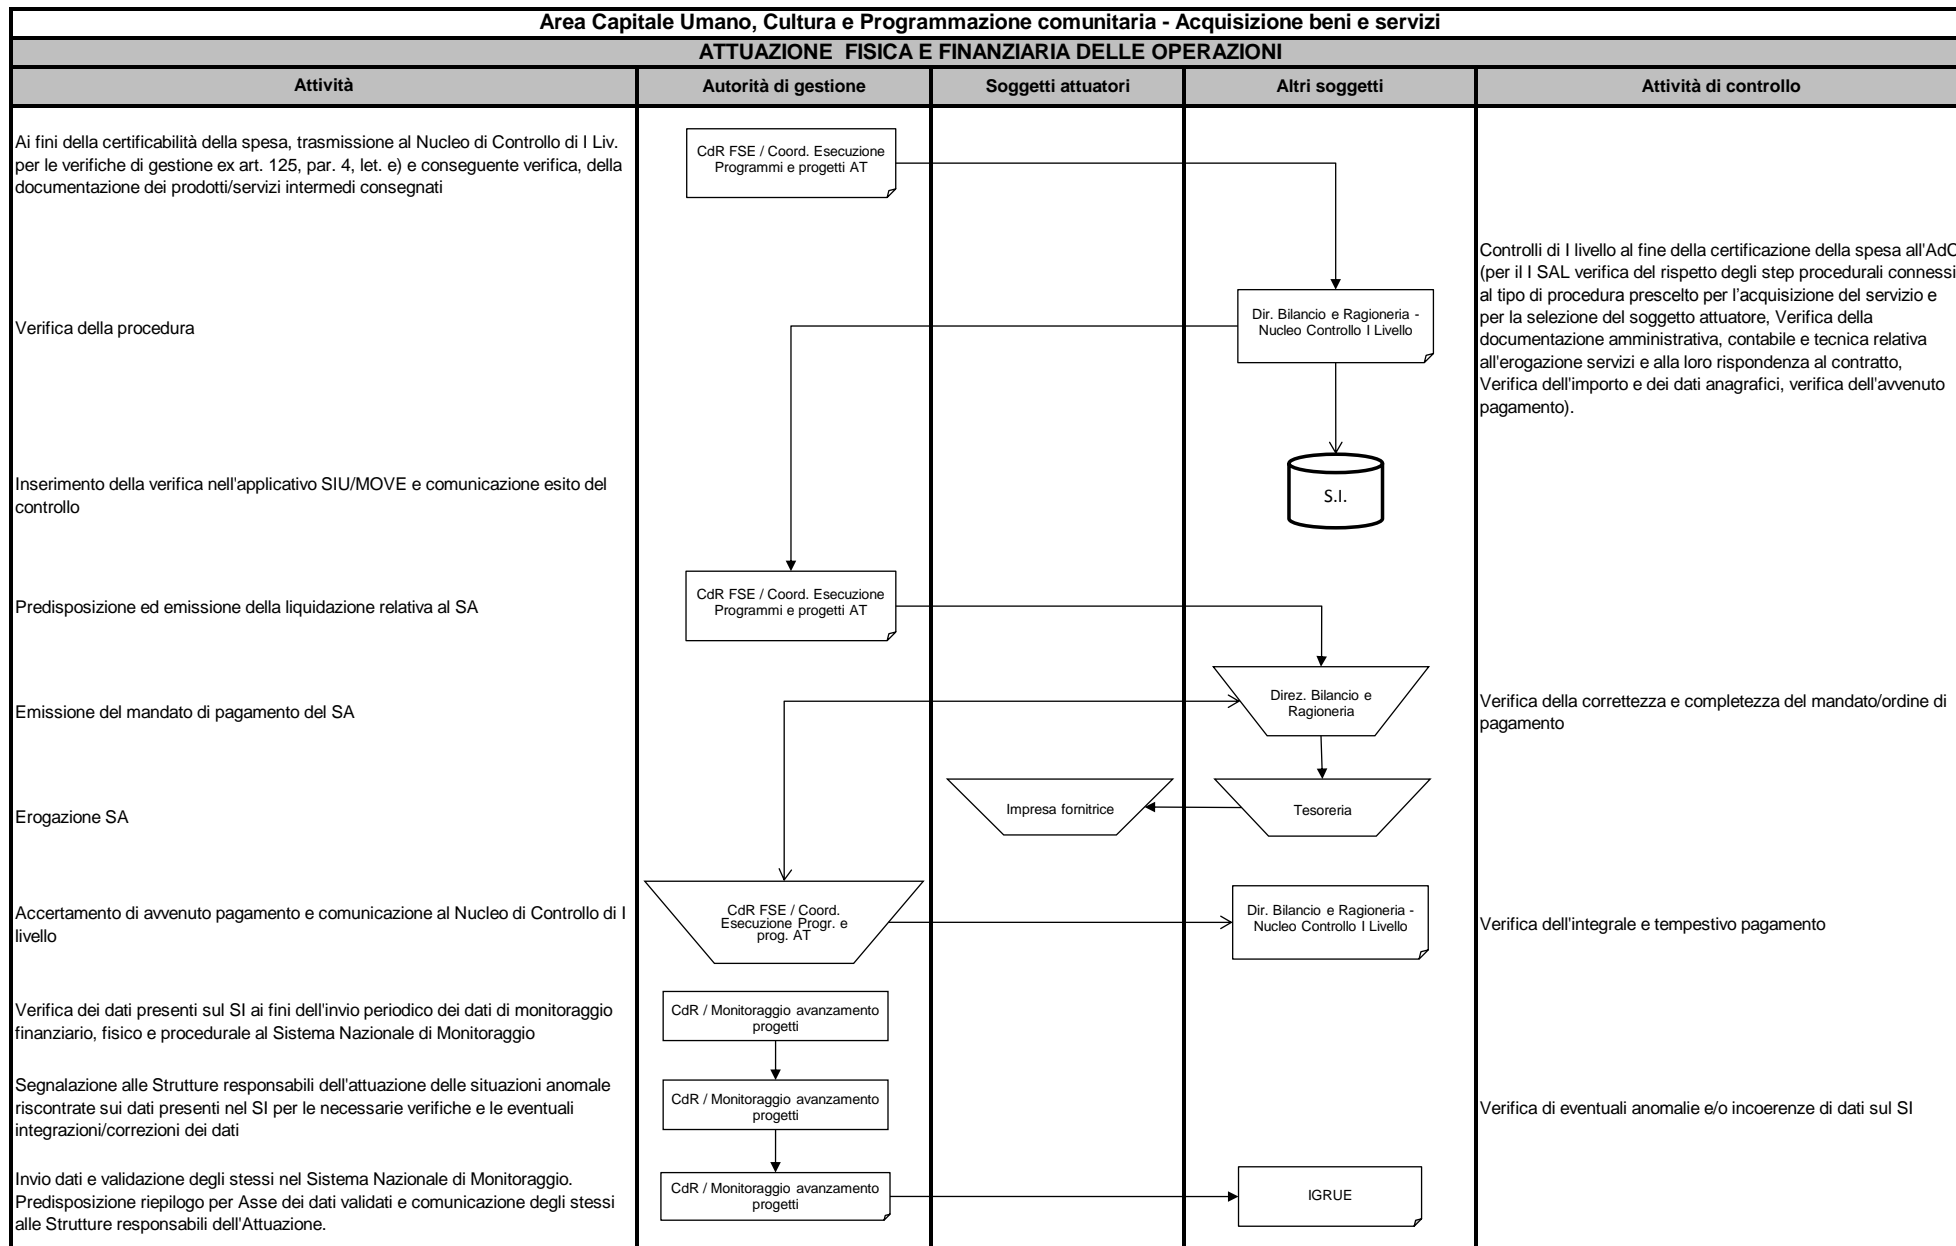 Area Capitale Umano, Cultura e Programmazione comunitaria - Acquisizione beni e servizi
ATTUAZIONE FISICA E FINANZIARIA DELLE OPERAZIONI
Attività
Autorità di gestione
Soggetti attuatori
Altri soggetti
Attività di controllo
Ai fini della certificabilità della spesa, trasmissione al Nucleo di Controllo di I Liv.
per le verifiche di gestione ex art. 125, par. 4, let. e) e conseguente verifica, della
documentazione dei prodotti/servizi intermedi consegnati
CdR FSE / Coord. Esecuzione
Programmi e progetti AT
Verifica della procedura
Dir. Bilancio e Ragioneria -
Nucleo Controllo I Livello
Controlli di I livello al fine della certificazione della spesa all'AdC
(per il I SAL verifica del rispetto degli step procedurali connessi
al tipo di procedura prescelto per l'acquisizione del servizio e
per la selezione del soggetto attuatore, Verifica della
documentazione amministrativa, contabile e tecnica relativa
all'erogazione servizi e alla loro rispondenza al contratto,
Verifica dell'importo e dei dati anagrafici, verifica dell'avvenuto
pagamento).
Inserimento della verifica nell'applicativo SIU/MOVE e comunicazione esito del
controllo
S.I.
Predisposizione ed emissione della liquidazione relativa al SA
CdR FSE / Coord. Esecuzione
Programmi e progetti AT
Emissione del mandato di pagamento del SA
Direz. Bilancio e
Ragioneria
Verifica della correttezza e completezza del mandato/ordine di
pagamento
Erogazione SA
Impresa fornitrice
Tesoreria
Accertamento di avvenuto pagamento e comunicazione al Nucleo di Controllo di I
livello
CdR FSE / Coord.
Esecuzione Progr. e
prog. AT
Dir. Bilancio e Ragioneria -
Nucleo Controllo I Livello
Verifica dell'integrale e tempestivo pagamento
Verifica dei dati presenti sul SI ai fini dell'invio periodico dei dati di monitoraggio
finanziario, fisico e procedurale al Sistema Nazionale di Monitoraggio
CdR / Monitoraggio avanzamento
progetti
Segnalazione alle Strutture responsabili dell'attuazione delle situazioni anomale
riscontrate sui dati presenti nel SI per le necessarie verifiche e le eventuali
integrazioni/correzioni dei dati
CdR / Monitoraggio avanzamento
progetti
Verifica di eventuali anomalie e/o incoerenze di dati sul SI
Invio dati e validazione degli stessi nel Sistema Nazionale di Monitoraggio.
Predisposizione riepilogo per Asse dei dati validati e comunicazione degli stessi
alle Strutture responsabili dell'Attuazione.
CdR / Monitoraggio avanzamento
progetti
IGRUE